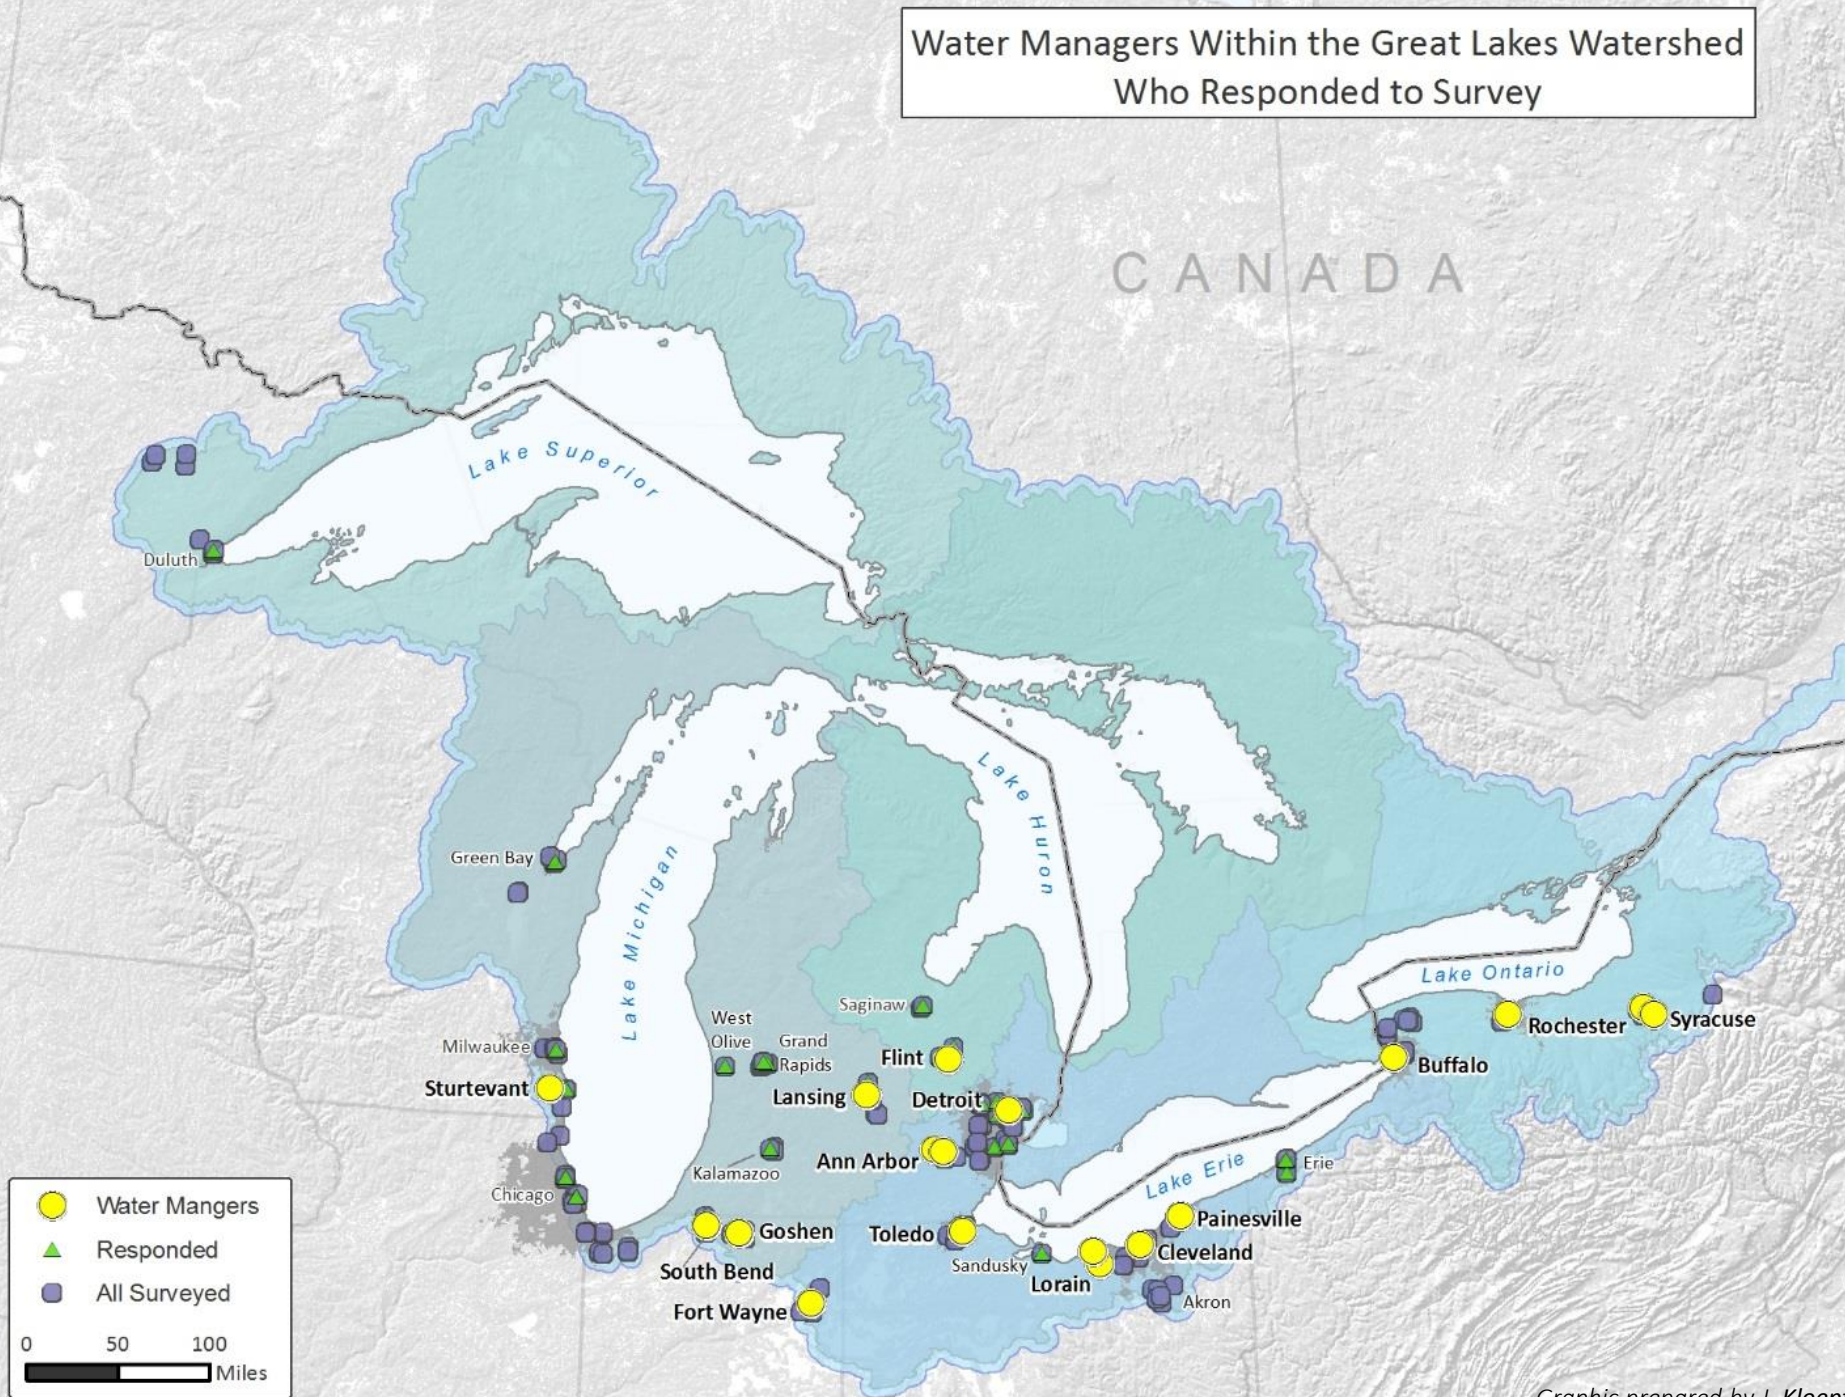 Water Managers Within the Great Lakes Watershed
Who Responded to Survey
CANADA
Lake Superior
Duluth
Lake Huron
Green Bay
Lake Michigan
Lake Ontario
Saginaw
West
Olive
Grand
Rapids
Milwaukee
Flint
Rochester
Syracuse
Buffalo
Sturtevant
Lansing
Detroit
Ann Arbor
Kalamazoo
Lake Erie
Erie
Chicago
Painesville
Goshen
Toledo
Cleveland
Sandusky
South Bend
Lorain
Akron
Fort Wayne
Water Mangers
Responded
All Surveyed
0 50 100
Miles
Graphic prepared by J.